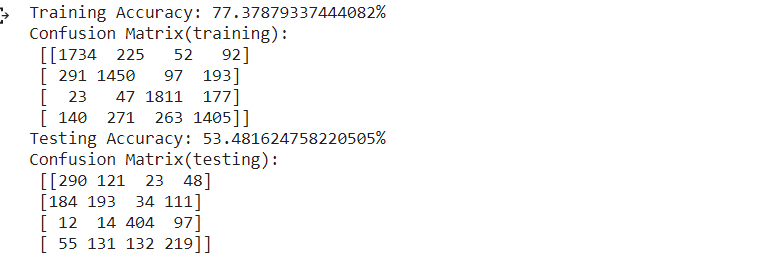 Training Accuracy: 77.37879337444082%
Confusion Matrix(training):
[[1734 225 52 92]
[ 291 1450 97 193]
[ 23 47 1811 177]
[ 140 271 263 1405]]
Testing Accuracy: 53.481624758220505%
Confusion Matrix(testing):
[[290 121 23 48]
[184 193 34 111]
[ 12 14 404 97]
[ 55 131 132 219]]